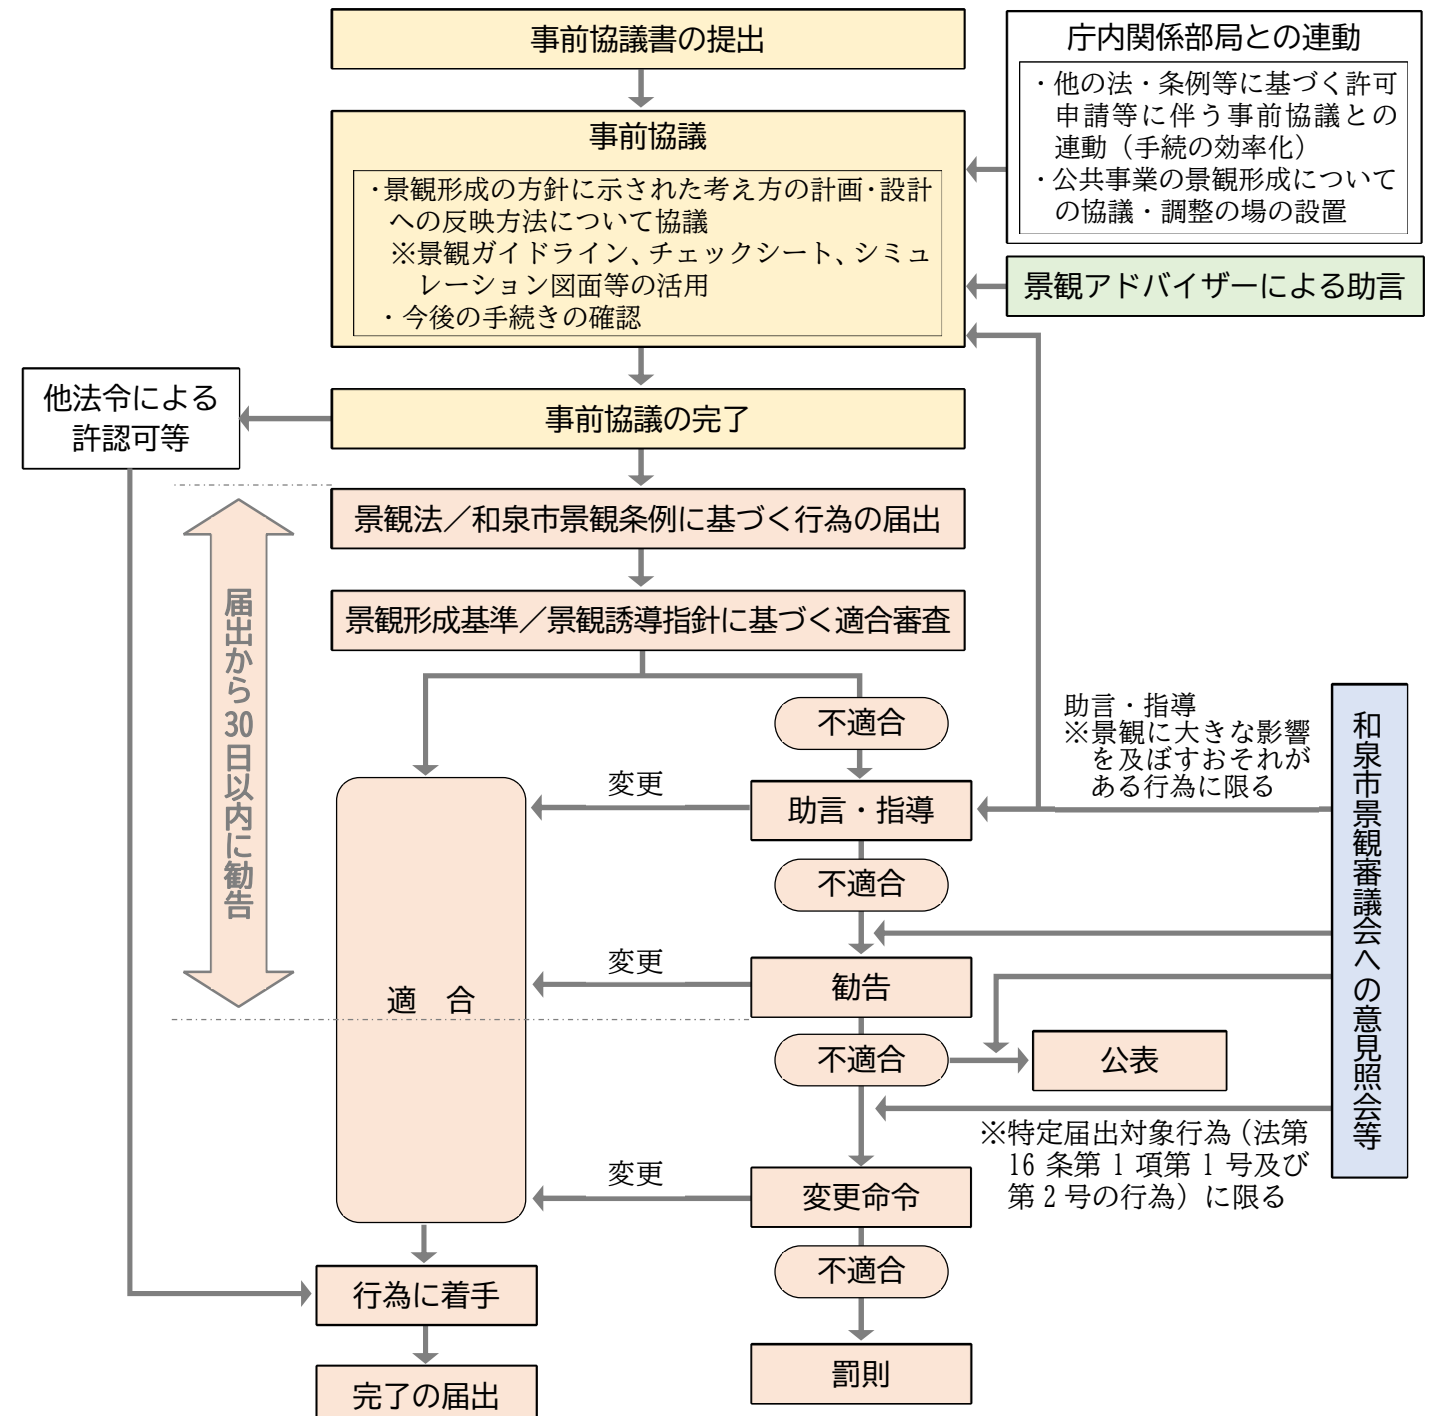 事前協議書の提出
庁内関係部局との連動
・他の法・条例等に基づく許可
申請等に伴う事前協議との
連動（手続の効率化）
・公共事業の景観形成について
の協議・調整の場の設置
事前協議
・景観形成の方針に示された考え方の計画・設計
への反映方法について協議
※景観ガイドライン、チェックシート、シミュ
レーション図面等の活用
・今後の手続きの確認
景観アドバイザーによる助言
他法令による
許認可等
事前協議の完了
景観法／和泉市景観条例に基づく行為の届出
景観形成基準／景観誘導指針に基づく適合審査
届出から30日以内に勧告
不適合
助言・指導
※景観に大きな影響
を及ぼすおそれが
ある行為に限る
和泉市景観審議会への意見照会等
変更
助言・指導
不適合
変更
勧告
適　合
不適合
公表
※特定届出対象行為（法第
16 条第 1 項第 1 号及び
第 2 号の行為）に限る
変更
変更命令
不適合
行為に着手
罰則
完了の届出